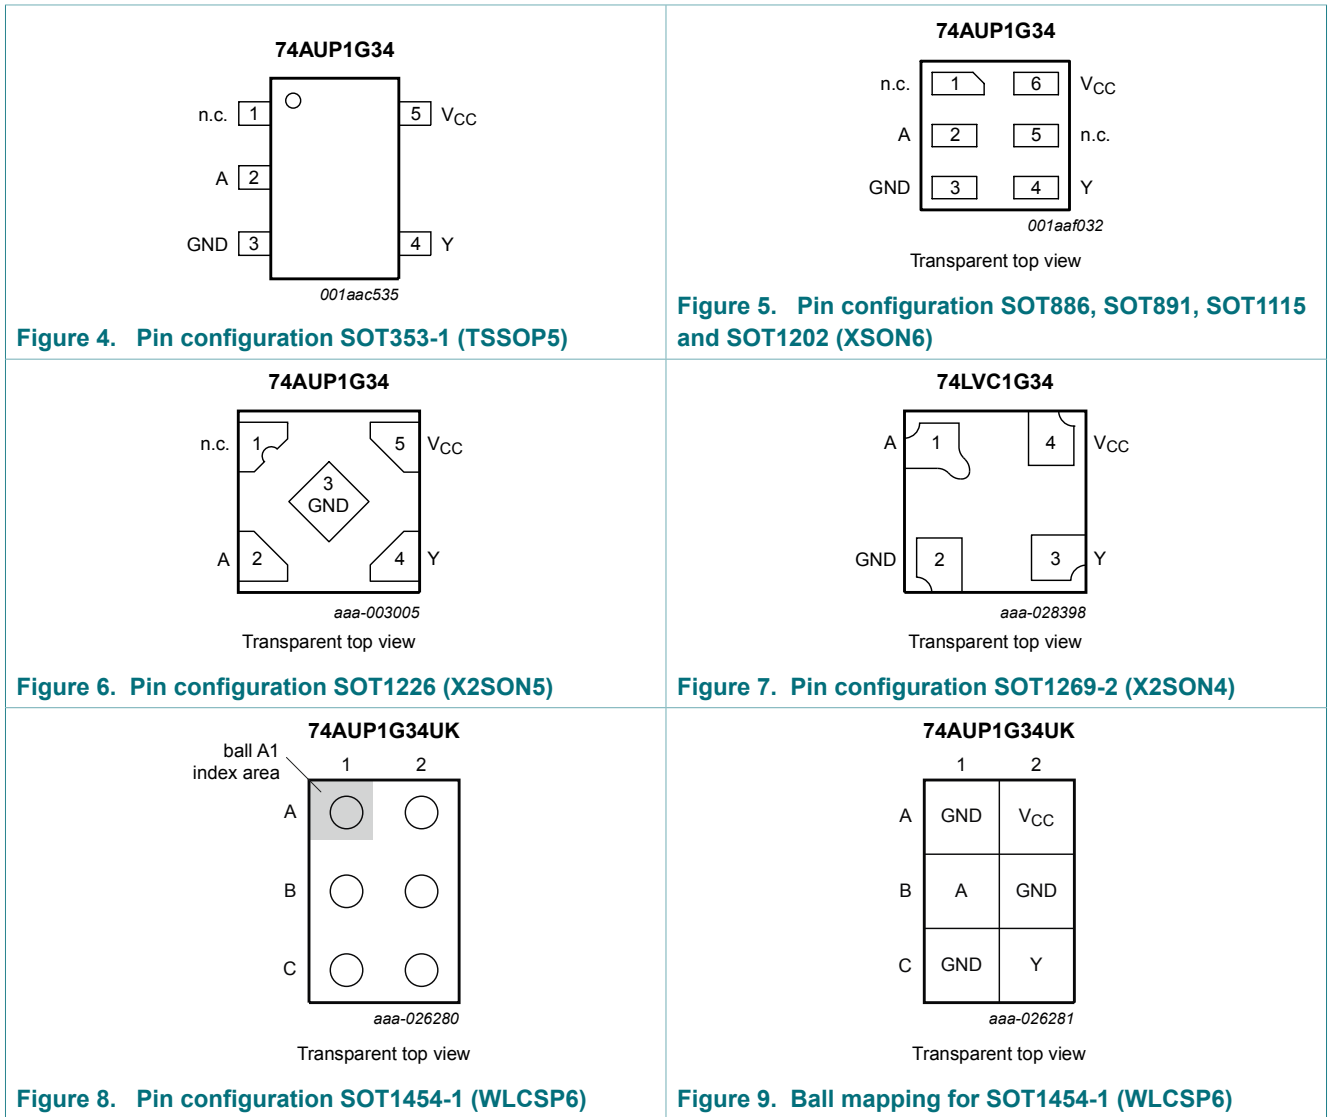 74AUP1G34
n.c. 1
5 VCC
A 2
GND 3
4 Y
001aac535
Figure 4. Pin configuration SOT353-1 (TSSOP5)
74AUP1G34
n.c. 1 6 VCC
A 2 5 n.c.
GND 3 4 Y
001aaf032
Transparent top view
Figure 5. Pin configuration SOT886, SOT891, SOT1115
and SOT1202 (XSON6)
74AUP1G34
n.c. 1 5 VCC
3
GND
A 2 4 Y
aaa-003005
Transparent top view
Figure 6. Pin configuration SOT1226 (X2SON5)
74LVC1G34
A 1 4 VCC
GND 2 3 Y
aaa-028398
Transparent top view
Figure 7. Pin configuration SOT1269-2 (X2SON4)
74AUP1G34UK
ball A1
index area
1 2
A
B
C
aaa-026280
Transparent top view
Figure 8. Pin configuration SOT1454-1 (WLCSP6)
74AUP1G34UK
1 2
A GND VCC
B A GND
C GND Y
aaa-026281
Transparent top view
Figure 9. Ball mapping for SOT1454-1 (WLCSP6)